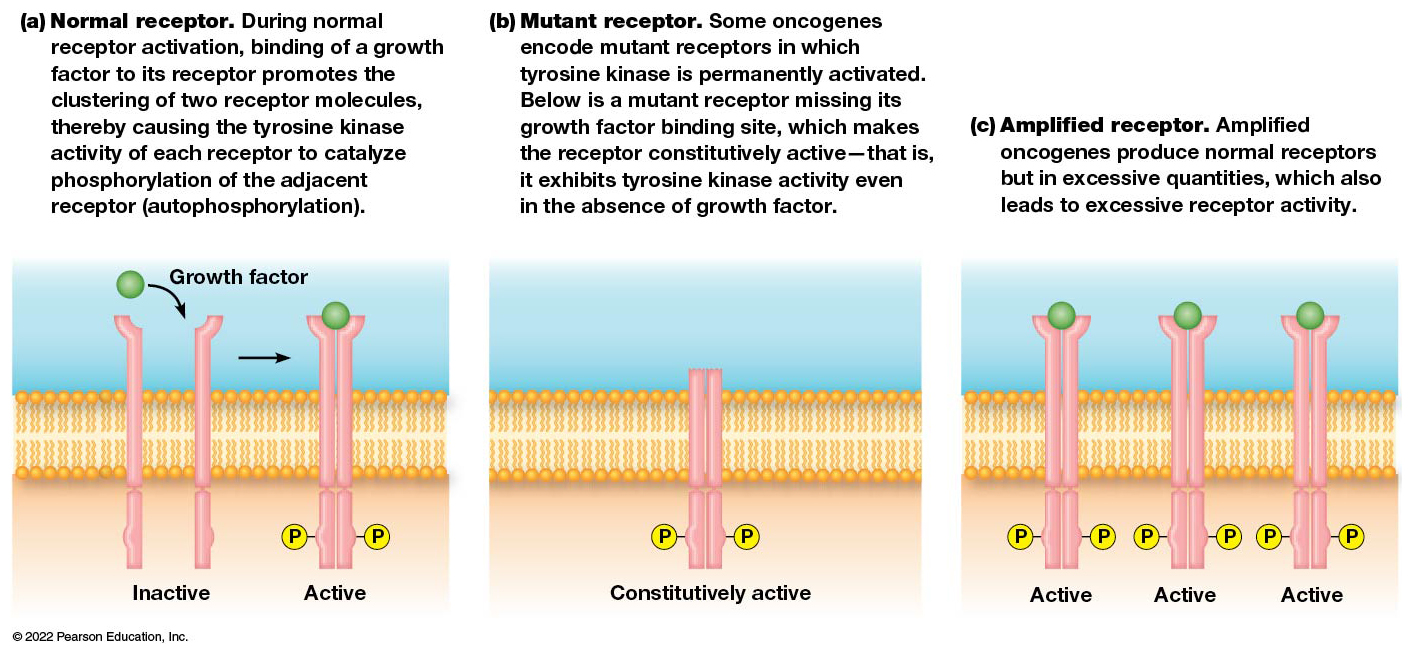 (a) Normal receptor. During normal
receptor activation, binding of a growth
factor to its receptor promotes the
clustering of two receptor molecules,
thereby causing the tyrosine kinase
activity of each receptor to catalyze
phosphorylation of the adjacent
receptor (autophosphorylation).
(b) Mutant receptor. Some oncogenes
encode mutant receptors in which
tyrosine kinase is permanently activated.
Below is a mutant receptor missing its
growth factor binding site, which makes
the receptor constitutively active—that is,
it exhibits tyrosine kinase activity even
in the absence of growth factor.
(c) Amplified receptor. Amplified
oncogenes produce normal receptors
but in excessive quantities, which also
leads to excessive receptor activity.
Growth factor
P P
Inactive Active
P P
Constitutively active
P P P P P P
Active Active Active
© 2022 Pearson Education, Inc.